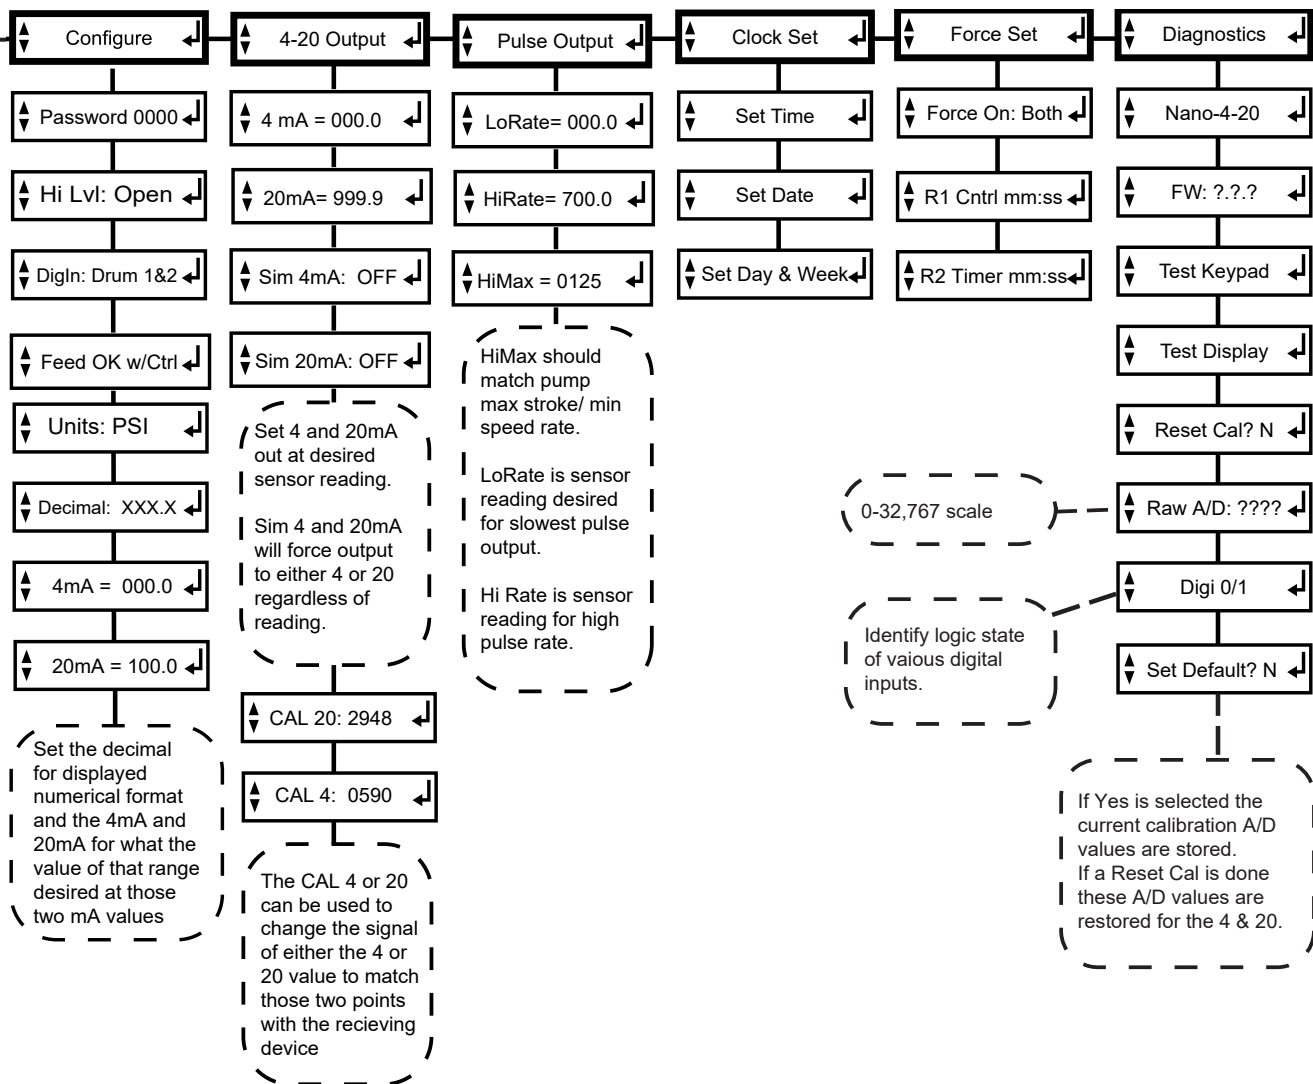 Configure
Password 0000
Hi Lvl: Open
DigIn: Drum 1&2
Feed OK w/Ctrl
Units: PSI
Decimal: XXX.X
4mA = 000.0
20mA = 100.0
Set the decimal
for displayed
numerical format
and the 4mA and
20mA for what the
value of that range
desired at those
two mA values
4-20 Output
4 mA = 000.0
20mA= 999.9
Sim 4mA: OFF
Sim 20mA: OFF
Set 4 and 20mA
out at desired
sensor reading.
Sim 4 and 20mA
will force output
to either 4 or 20
regardless of
reading.
CAL 20: 2948
CAL 4: 0590
The CAL 4 or 20
can be used to
change the signal
of either the 4 or
20 value to match
those two points
with the recieving
device
Pulse Output
LoRate= 000.0
HiRate= 700.0
HiMax = 0125
HiMax should
match pump
max stroke/ min
speed rate.
LoRate is sensor
reading desired
for slowest pulse
output.
Hi Rate is sensor
reading for high
pulse rate.
Clock Set
Set Time
Set Date
Set Day & Week
Force Set
Force On: Both
R1 Cntrl mm:ss
R2 Timer mm:ss
Diagnostics
Nano-4-20
FW: ?.?.?
Test Keypad
Test Display
Reset Cal? N
Raw A/D: ????
0-32,767 scale
Digi 0/1
Identify logic state
of vaious digital
inputs.
Set Default? N
If Yes is selected the
current calibration A/D
values are stored.
If a Reset Cal is done
these A/D values are
restored for the 4 & 20.